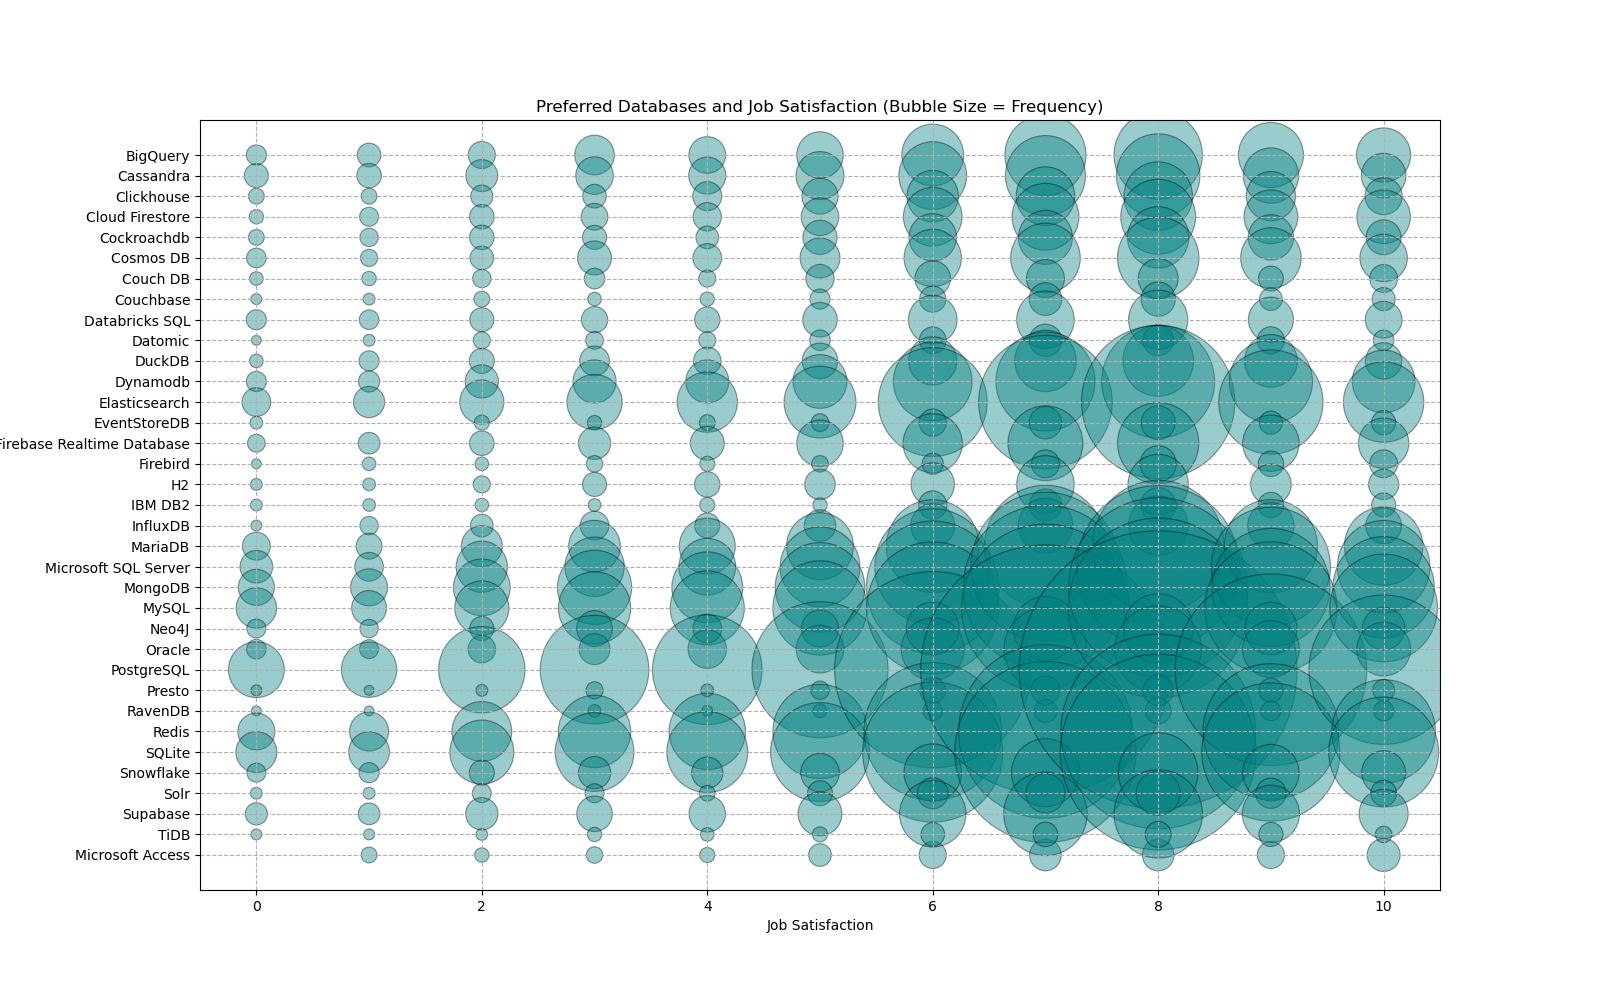 Preferred Databases and Job Satisfaction (Bubble Size = Frequency)
BigQuery
Cassandra
Clickhouse
Cloud Firestore
Cockroachdb
Cosmos DB
Couch DB
Couchbase
Databricks SQL
Datomic
DuckDB
Dynamodb
Elasticsearch
EventStoreDB
Firebase Realtime Database
Firebird
H2
IBM DB2
InfluxDB
MariaDB
Microsoft SQL Server
MongoDB
MySQL
Neo4J
Oracle
PostgreSQL
Presto
RavenDB
Redis
SQLite
Snowflake
Solr
Supabase
TiDB
Microsoft Access
0 2 4 6 8 10
Job Satisfaction